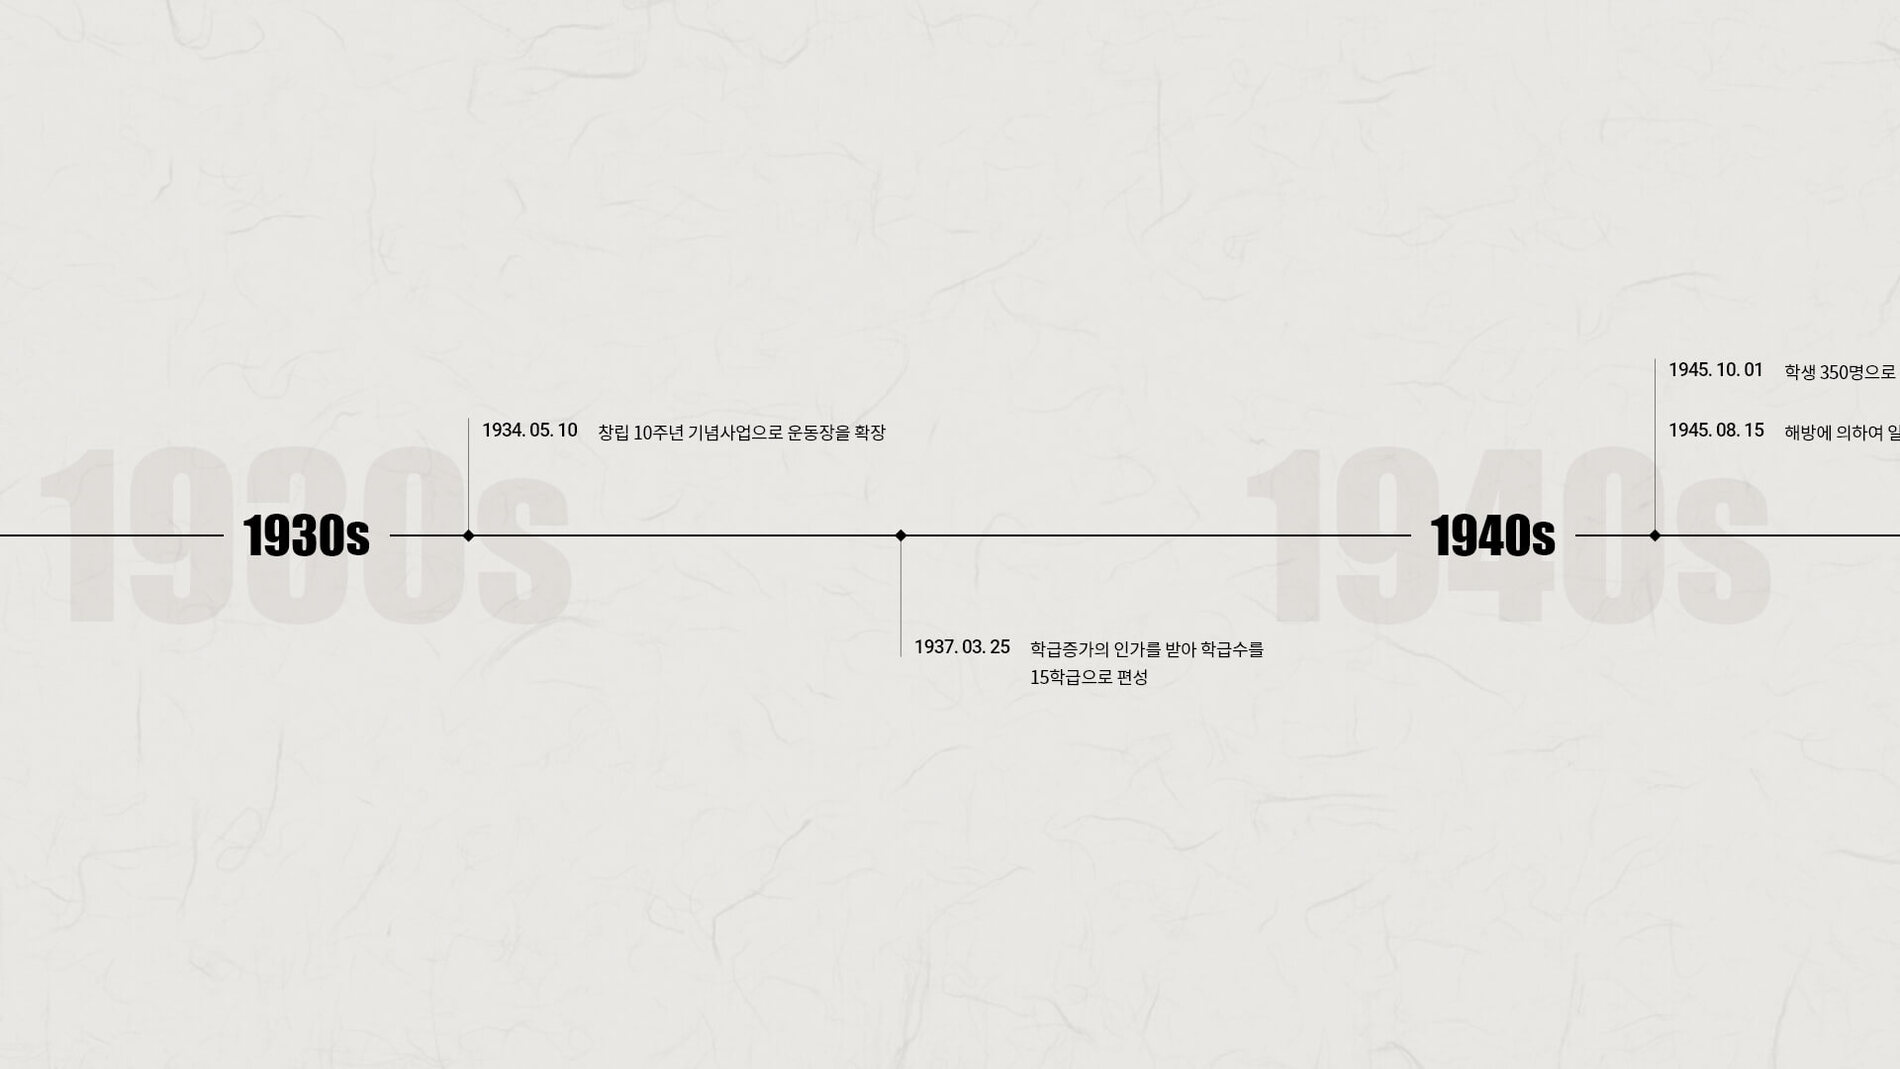 1930s
1934. 05. 10 창립 10주년 기념사업으로 운동장을 확장
1937. 03. 25 학급증가의 인가를 받아 학급수를
15학급으로 편성
1940s
1945. 10. 01 학생 350명으로
1945. 08. 15 해방에 의하여 일
1930s
1940s